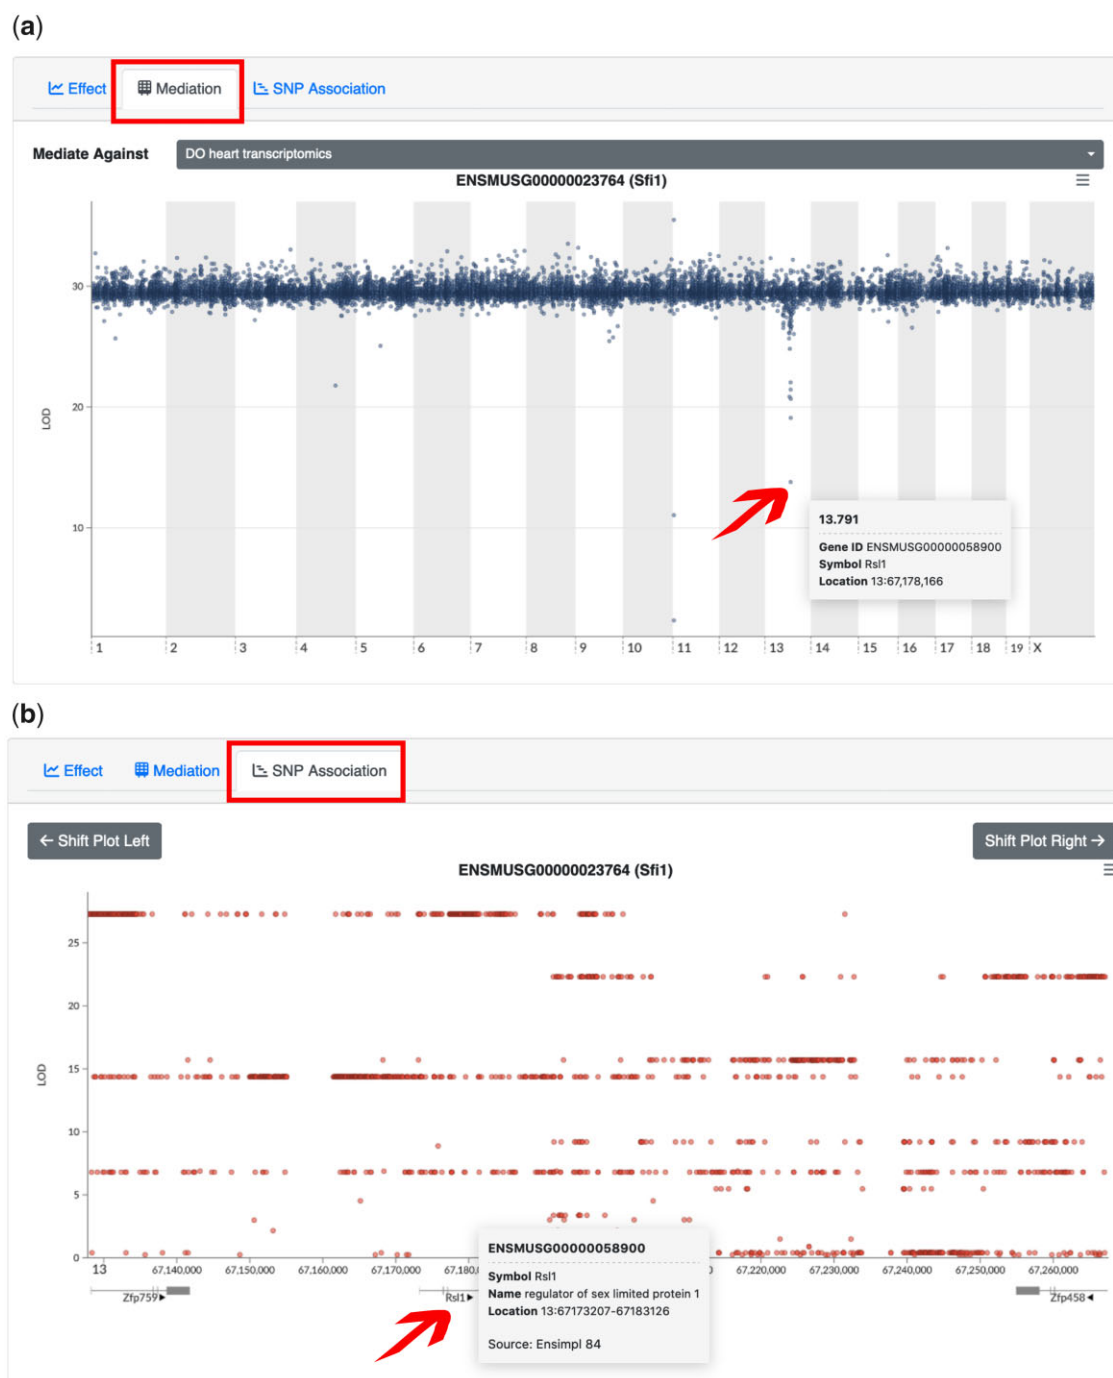 (a)
Effect Mediation SNP Association
Mediate Against DO heart transcriptomics
ENSMUSG00000023764 (Sfi1)
30
20
10
LOD
13.791
Gene ID ENSMUSG00000058900
Symbol Rsl1
Location 13:67,178,166
1 2 3 4 5 6 7 8 9 10 11 12 13 14 15 16 17 18 19 X
(b)
Effect Mediation SNP Association
← Shift Plot Left Shift Plot Right →
ENSMUSG00000023764 (Sfi1)
25
20
15
10
5
0
LOD
13 67,140,000 67,150,000 67,160,000 67,170,000 67,180, 0 67,220,000 67,230,000 67,240,000 67,250,000 67,260,000
Zfp759 Rsl1 Zfp458
ENSMUSG00000058900
Symbol Rsl1
Name regulator of sex limited protein 1
Location 13:67173207-67183126
Source: Ensimpl 84